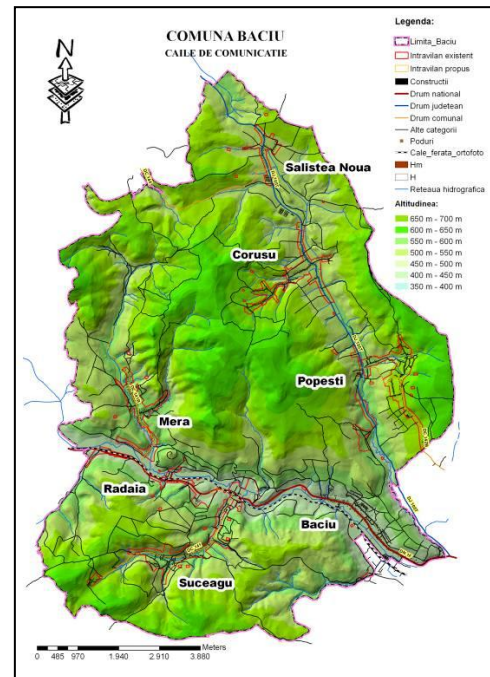 COMUNA BACIU
CAILE DE COMUNICATIE
N
Legenda:
Limita_Baciu
Intravilan existent
Intravilan propus
Constructii
Drum national
Drum judetean
Drum comunal
Alte categorii
Poduri
Cale_ferata_ortofoto
Hm
H
Reteaua hidrografica
Altitudinea:
650 m - 700 m
600 m - 650 m
550 m - 600 m
500 m - 550 m
450 m - 500 m
400 m - 450 m
350 m - 400 m
Salistea Noua
Corusu
Popesti
Mera
Radaia
Baciu
Suceagu
Meters
0 485 970 1.940 2.910 3.880